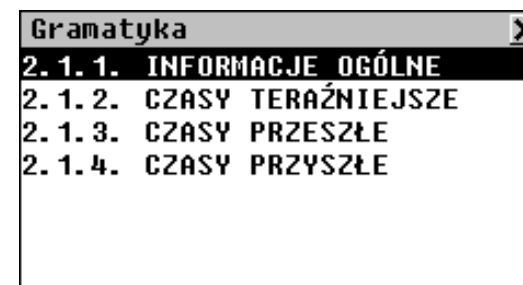 Gramatyka
2.1.1. INFORMACJE OGÓLNE
2.1.2. CZASY TERAŹNIEJSZE
2.1.3. CZASY PRZESZŁE
2.1.4. CZASY PRZYSZŁE